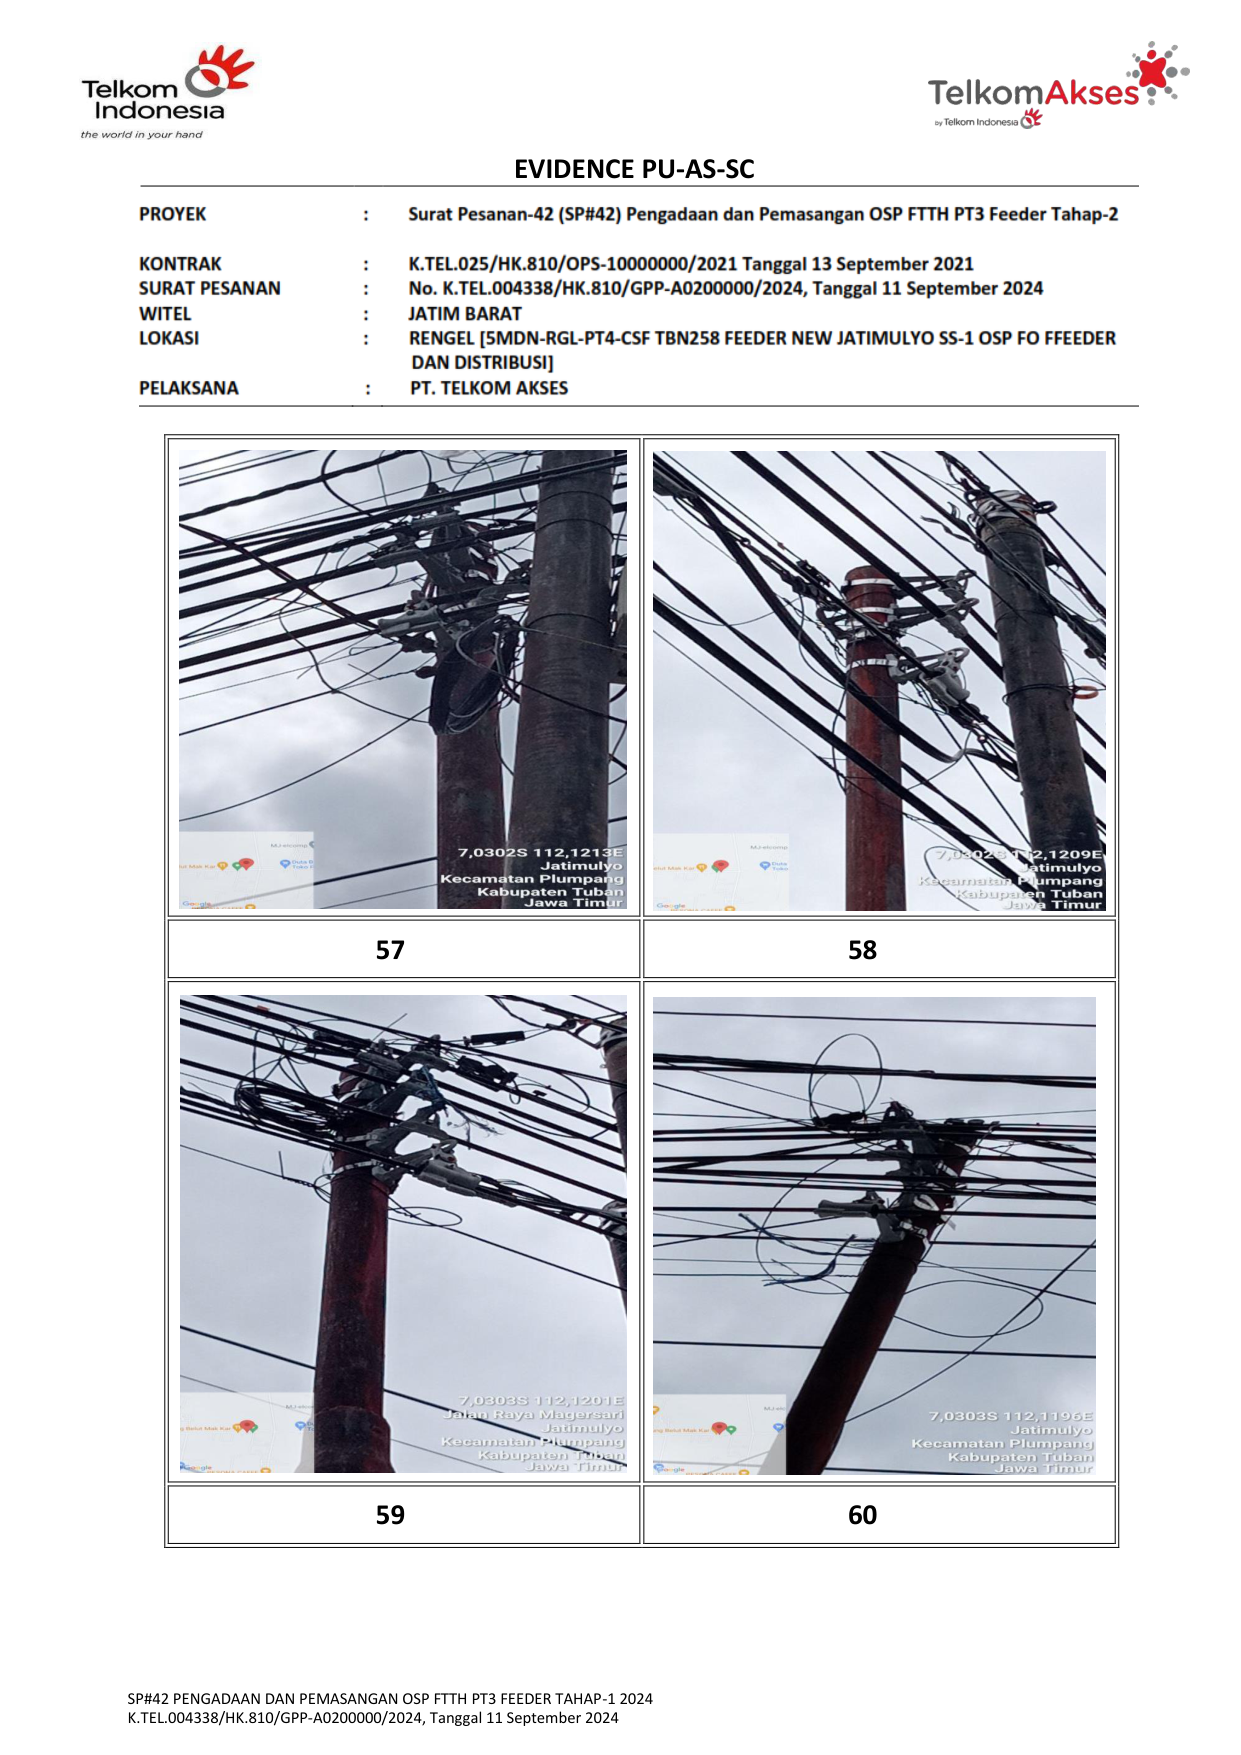 Telkom
Indonesia
the world in your hand
TelkomAkses
by Telkom Indonesia
EVIDENCE PU-AS-SC
PROYEK : Surat Pesanan-42 (SP#42) Pengadaan dan Pemasangan OSP FTTH PT3 Feeder Tahap-2
KONTRAK : K.TEL.025/HK.810/OPS-10000000/2021 Tanggal 13 September 2021
SURAT PESANAN : No. K.TEL.004338/HK.810/GPP-A0200000/2024, Tanggal 11 September 2024
WITEL : JATIM BARAT
LOKASI : RENGEL [5MDN-RGL-PT4-CSF TBN258 FEEDER NEW JATIMULYO SS-1 OSP FO FFEEDER
DAN DISTRIBUSI]
PELAKSANA : PT. TELKOM AKSES
7,0302S 112,1213E
Jatimulyo
Kecamatan Plumpang
Kabupaten Tuban
Jawa Timur
Google
7,0302S 112,1209E
Jatimulyo
Kecamatan Plumpang
Kabupaten Tuban
Jawa Timur
Google
57
58
7,0303S 112,1201E
Jalan Raya Magersari
Jatimulyo
Kecamatan Plumpang
Kabupaten Tuban
Jawa Timur
7,0303S 112,1196E
Jatimulyo
Kecamatan Plumpang
Kabupaten Tuban
Jawa Timur
Google
59
60
SP#42 PENGADAAN DAN PEMASANGAN OSP FTTH PT3 FEEDER TAHAP-1 2024
K.TEL.004338/HK.810/GPP-A0200000/2024, Tanggal 11 September 2024